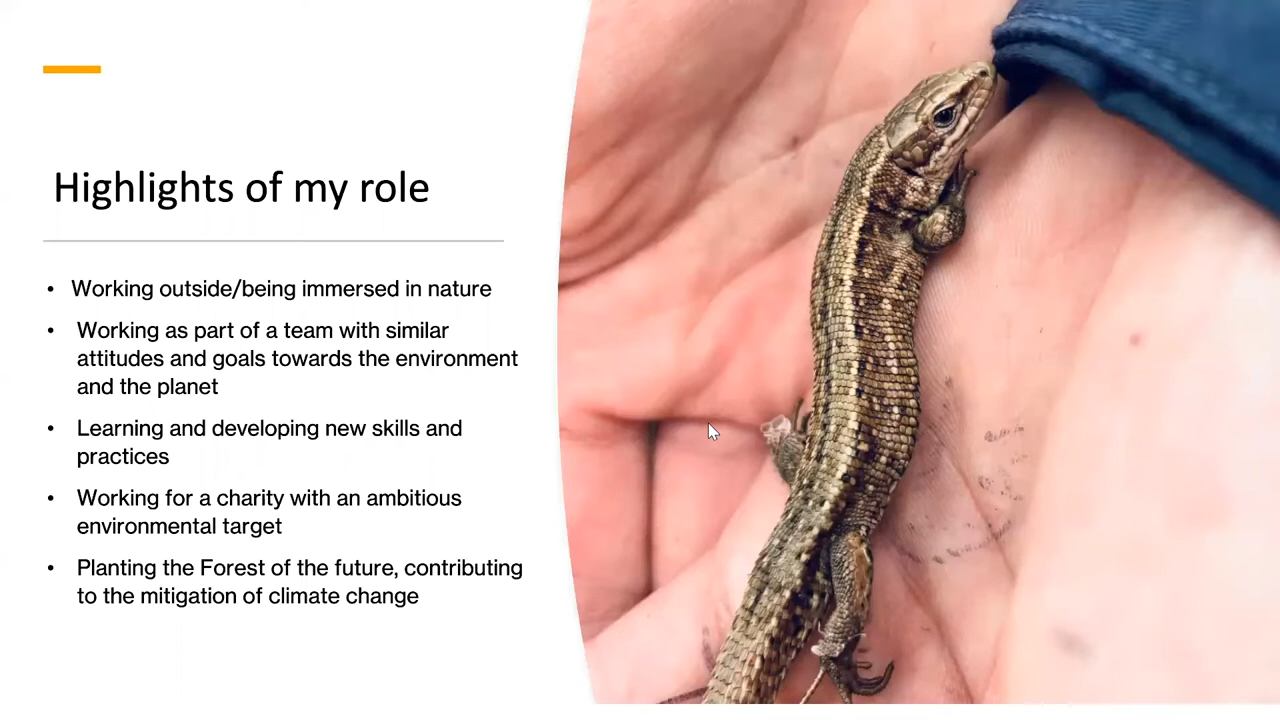 Highlights of my role
• Working outside/being immersed in nature
• Working as part of a team with similar
attitudes and goals towards the environment
and the planet
• Learning and developing new skills and
practices
• Working for a charity with an ambitious
environmental target
• Planting the Forest of the future, contributing
to the mitigation of climate change